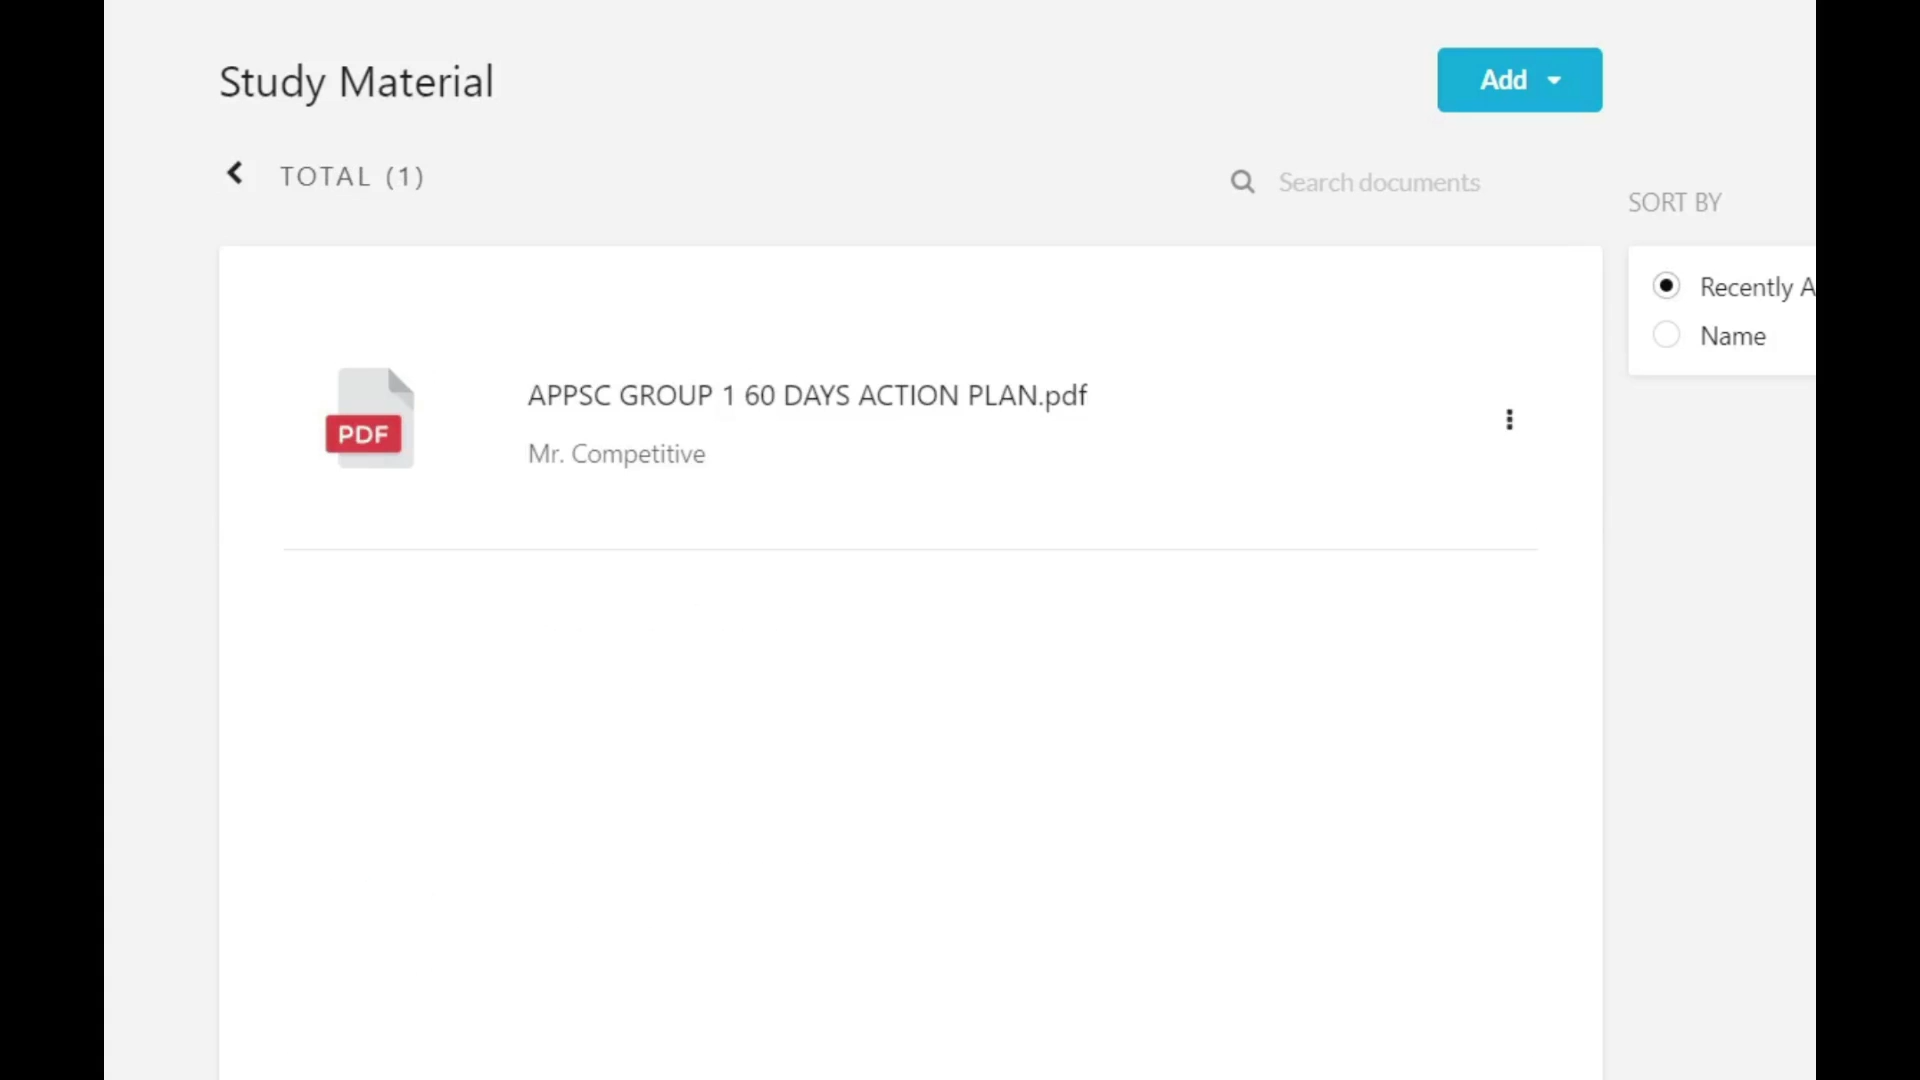 Study Material
Add
TOTAL (1)
Search documents
SORT BY
Recently A
Name
PDF
APPSC GROUP 1 60 DAYS ACTION PLAN.pdf
Mr. Competitive